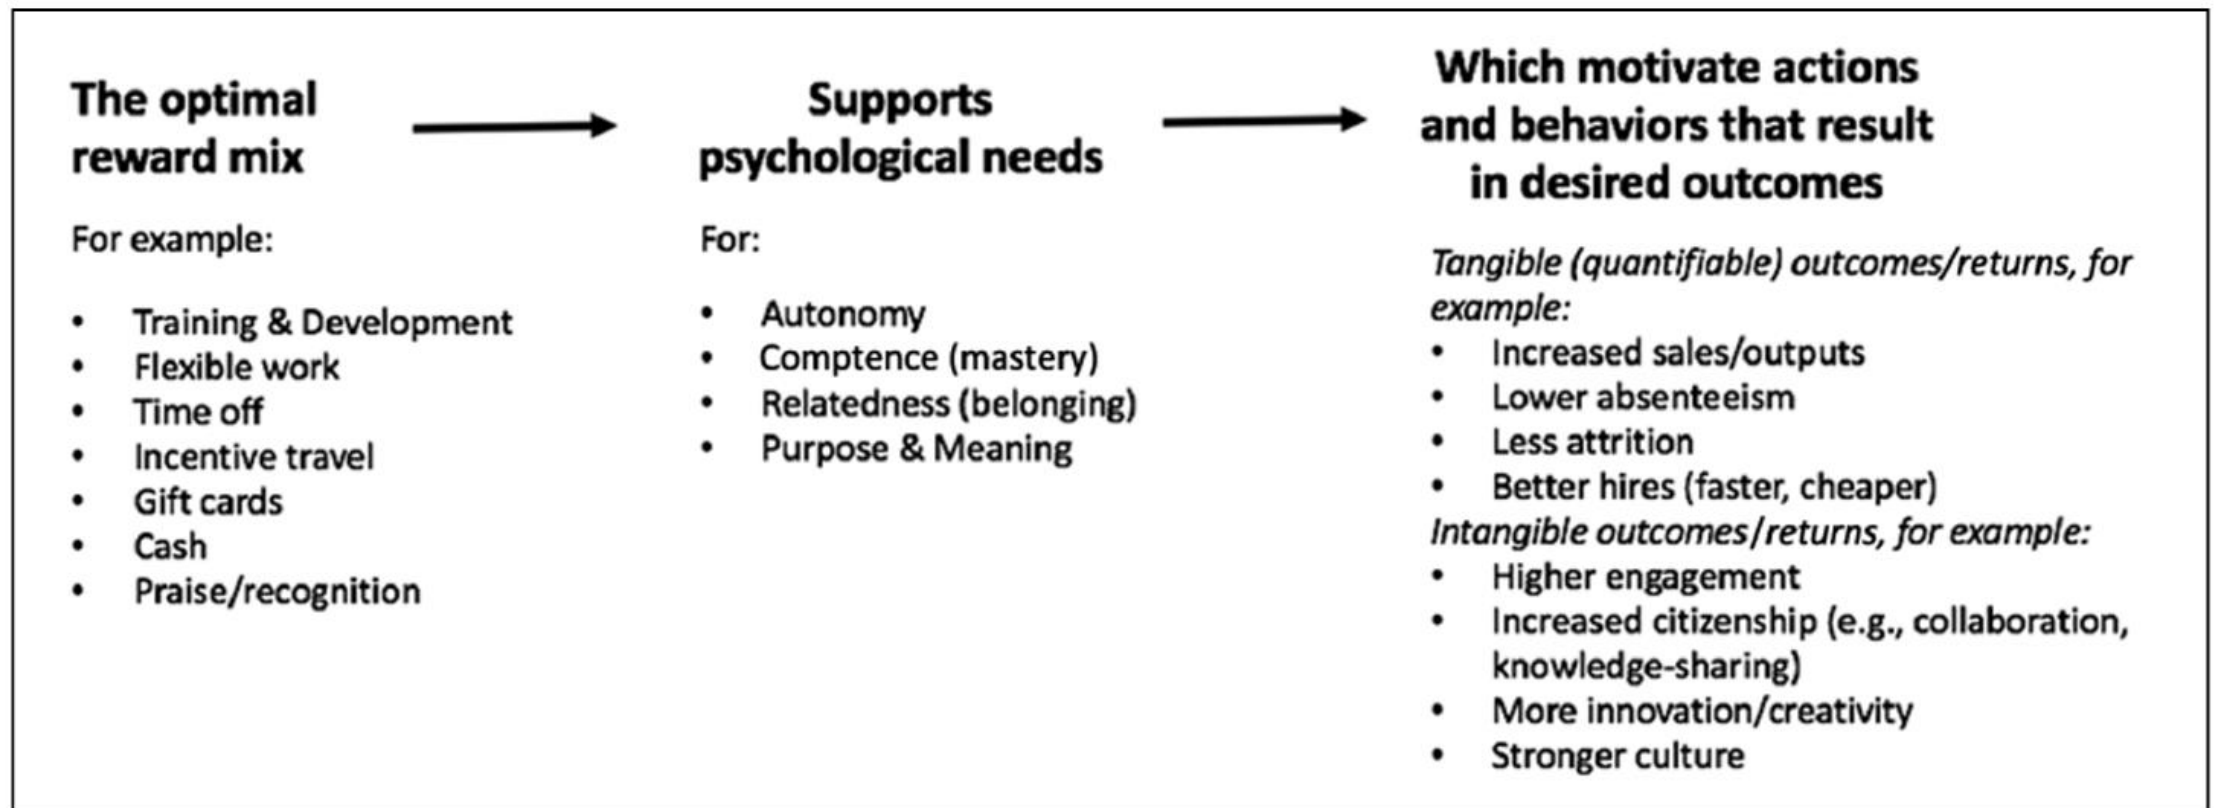 The optimal
reward mix
For example:
• Training & Development
• Flexible work
• Time off
• Incentive travel
• Gift cards
• Cash
• Praise/recognition
Supports
psychological needs
For:
• Autonomy
• Comptence (mastery)
• Relatedness (belonging)
• Purpose & Meaning
Which motivate actions
and behaviors that result
in desired outcomes
Tangible (quantifiable) outcomes/returns, for
example:
• Increased sales/outputs
• Lower absenteeism
• Less attrition
• Better hires (faster, cheaper)
Intangible outcomes/returns, for example:
• Higher engagement
• Increased citizenship (e.g., collaboration,
knowledge-sharing)
• More innovation/creativity
• Stronger culture